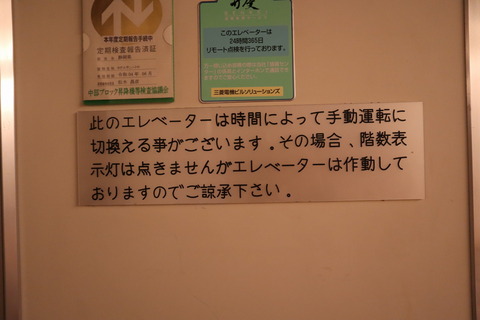 本年度定期報告手続中
定期検査報告済証
このエレベーターは
24時間365日
リモート点検を行っております。
三菱電機ビルソリューションズ
中部ブロック昇降機等検査協議会
此のエレベーターは時間によって手動運転に
切換える事がございます。その場合、階数表
示灯は点きませんがエレベーターは作動して
おりますのでご諒承下さい。